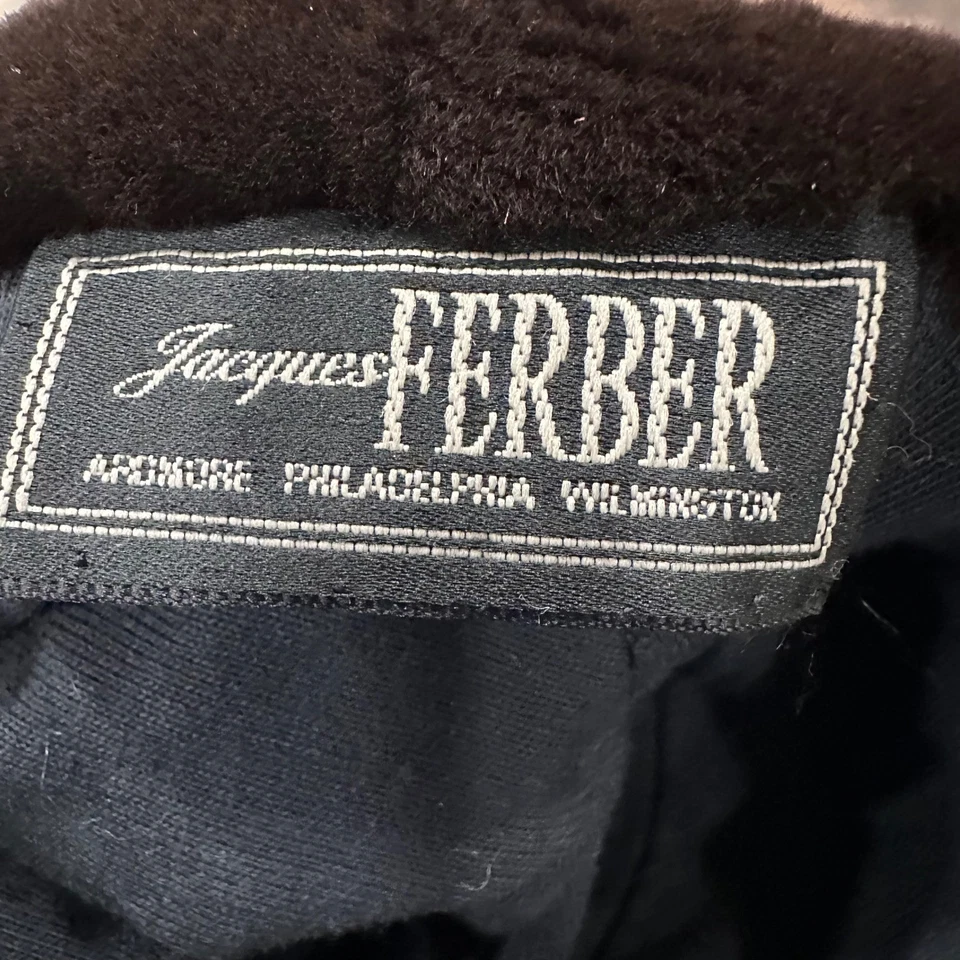 Jacques FERBER
ARDMORE PHILADELPHIA WILMINGTON